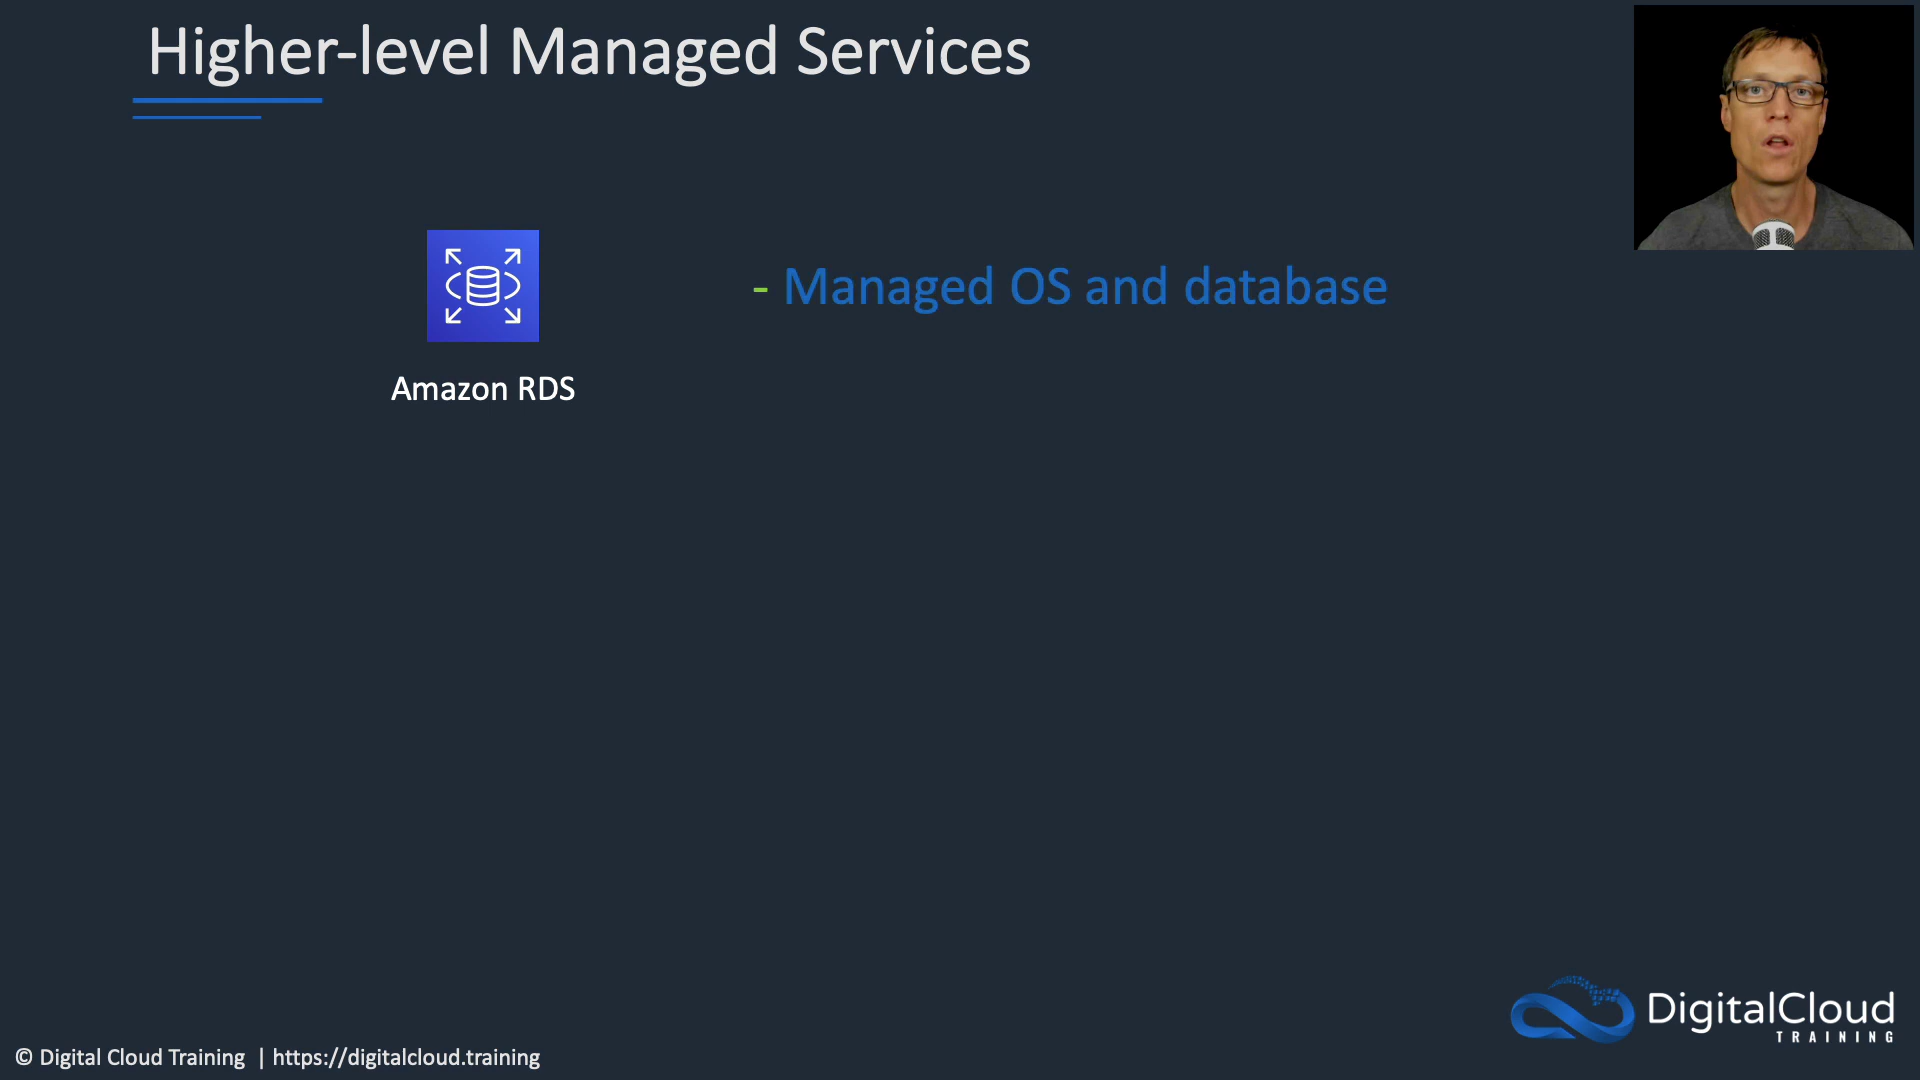 Higher-level Managed Services
- Managed OS and database
Amazon RDS
DigitalCloud
TRAINING
© Digital Cloud Training | https://digitalcloud.training